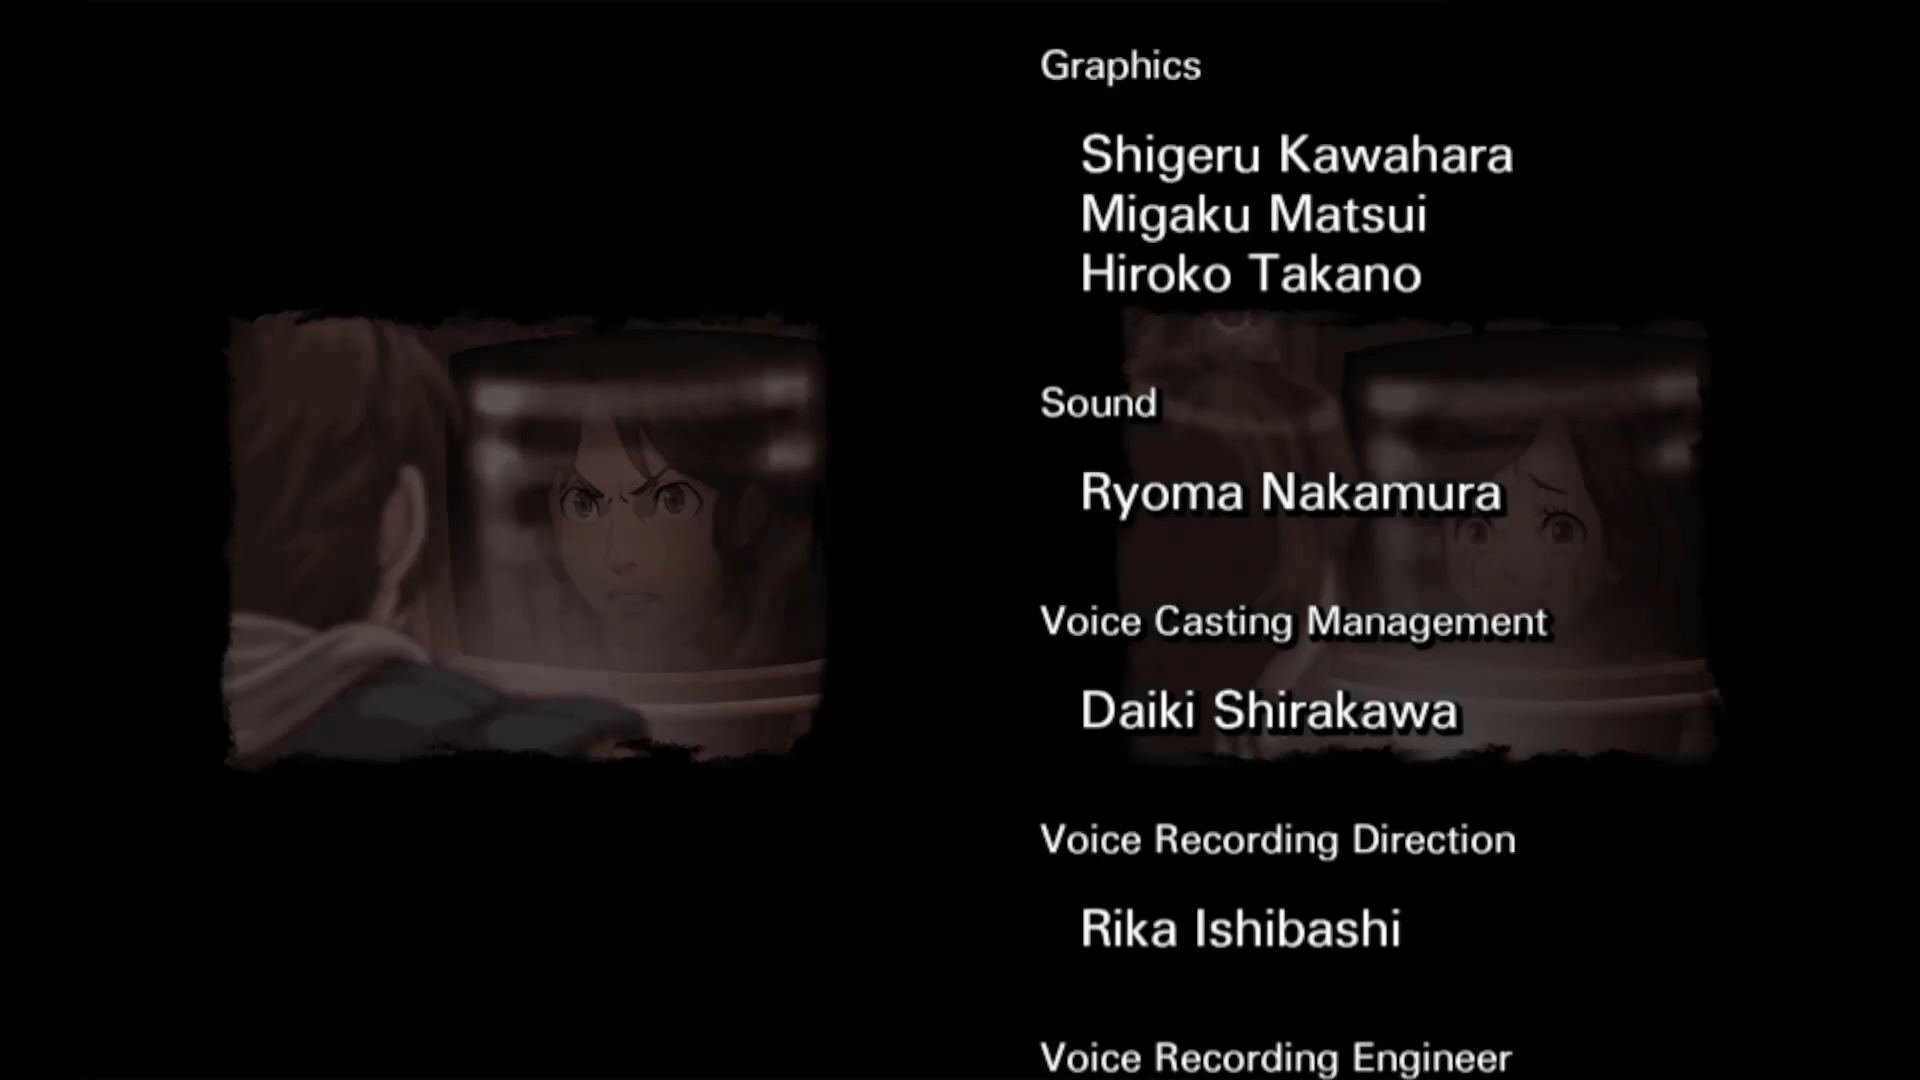 Graphics
Shigeru Kawahara
Migaku Matsui
Hiroko Takano
Sound
Ryoma Nakamura
Voice Casting Management
Daiki Shirakawa
Voice Recording Direction
Rika Ishibashi
Voice Recording Engineer